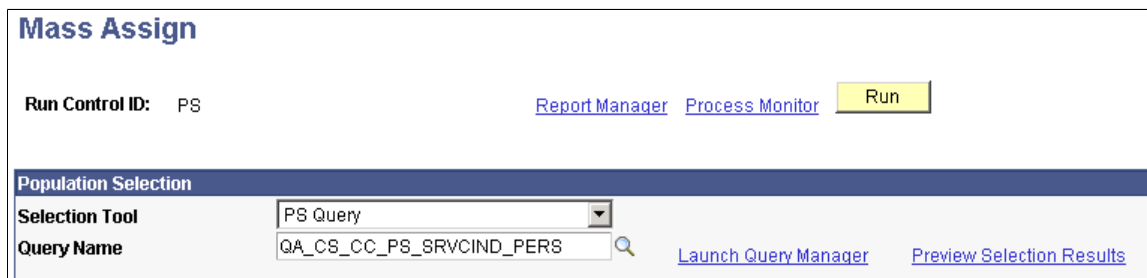 Mass Assign
Run Control ID: PS Report Manager Process Monitor Run
Population Selection
Selection Tool PS Query
Query Name QA_CS_CC_PS_SRVCIND_PERS Launch Query Manager Preview Selection Results